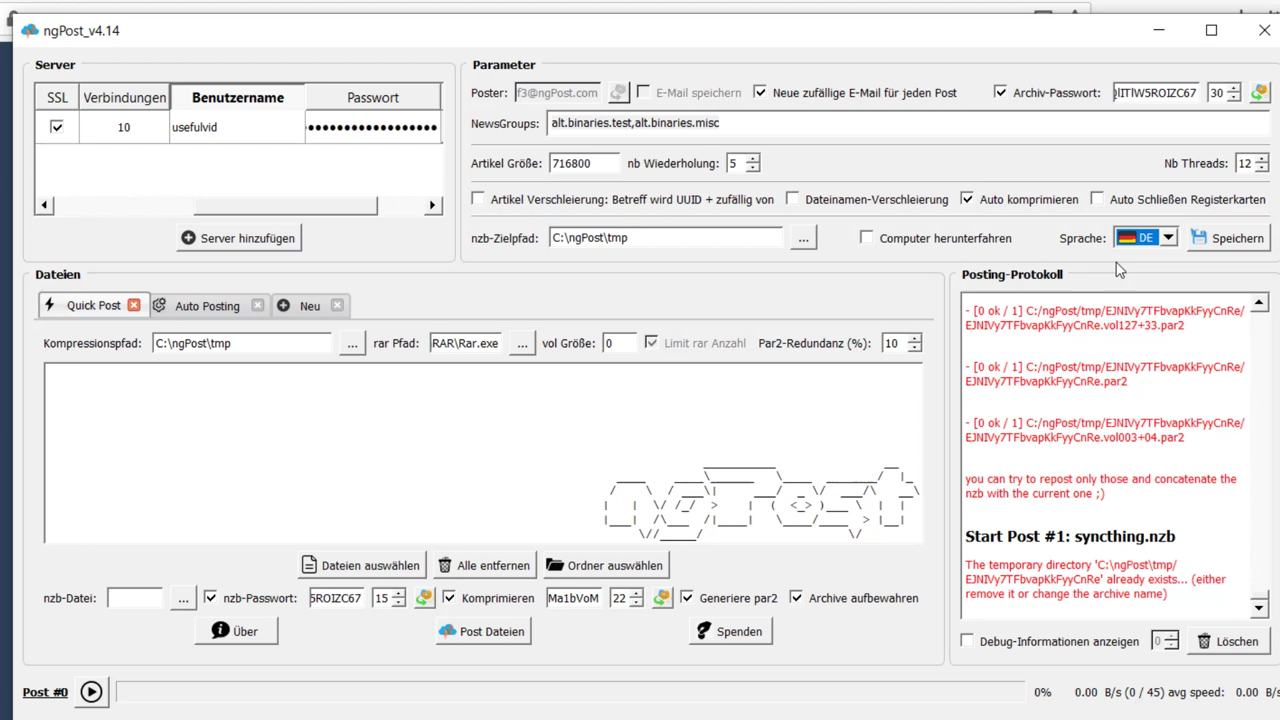 ngPost_v4.14
Server
SSL Verbindungen Benutzername Passwort
10 usefulvid ••••••••••••••••
Server hinzufügen
Parameter
Poster: f3@ngPost.com E-Mail speichern Neue zufällige E-Mail für jeden Post Archiv-Passwort: ITlW5ROIZC67 30
NewsGroups: alt.binaries.test,alt.binaries.misc
Artikel Größe: 716800 nb Wiederholung: 5 Nb Threads: 12
Artikel Verschleierung: Betreff wird UUID + zufällig von Dateinamen-Verschleierung Auto komprimieren Auto Schließen Registerkarten
nzb-Zielpfad: C:\ngPost\tmp ... Computer herunterfahren Sprache: DE Speichern
Dateien
Quick Post Auto Posting Neu
Kompressionspfad: C:\ngPost\tmp ... rar Pfad: RAR\Rar.exe ... vol Größe: 0 Limit rar Anzahl Par2-Redundanz (%): 10
ngPost
Dateien auswählen Alle entfernen Ordner auswählen
nzb-Datei: ... nzb-Passwort: 5ROIZC67 15 Komprimieren Ma1bVoM 22 Generiere par2 Archive aufbewahren
Über Post Dateien Spenden
Posting-Protokoll
- [0 ok / 1] C:/ngPost/tmp/EJNIVy7TFbvapKkFyyCnRe/
EJNIVy7TFbvapKkFyyCnRe.vol127+33.par2
- [0 ok / 1] C:/ngPost/tmp/EJNIVy7TFbvapKkFyyCnRe/
EJNIVy7TFbvapKkFyyCnRe.par2
- [0 ok / 1] C:/ngPost/tmp/EJNIVy7TFbvapKkFyyCnRe/
EJNIVy7TFbvapKkFyyCnRe.vol003+04.par2
you can try to repost only those and concatenate the
nzb with the current one ;)
Start Post #1: syncthing.nzb
The temporary directory 'C:\ngPost\tmp/
EJNIVy7TFbvapKkFyyCnRe' already exists... (either
remove it or change the archive name)
Debug-Informationen anzeigen 0 Löschen
Post #0 0% 0.00 B/s (0 / 45) avg speed: 0.00 B/s